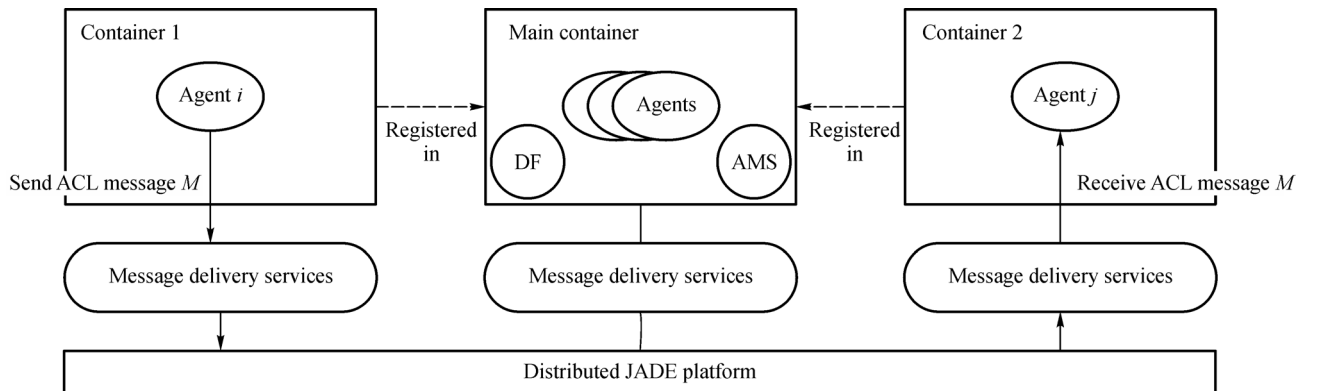 Container 1
Agent i
Send ACL message M
Message delivery services
Registered
in
Main container
Agents
DF
AMS
Message delivery services
Registered
in
Container 2
Agent j
Receive ACL message M
Message delivery services
Distributed JADE platform